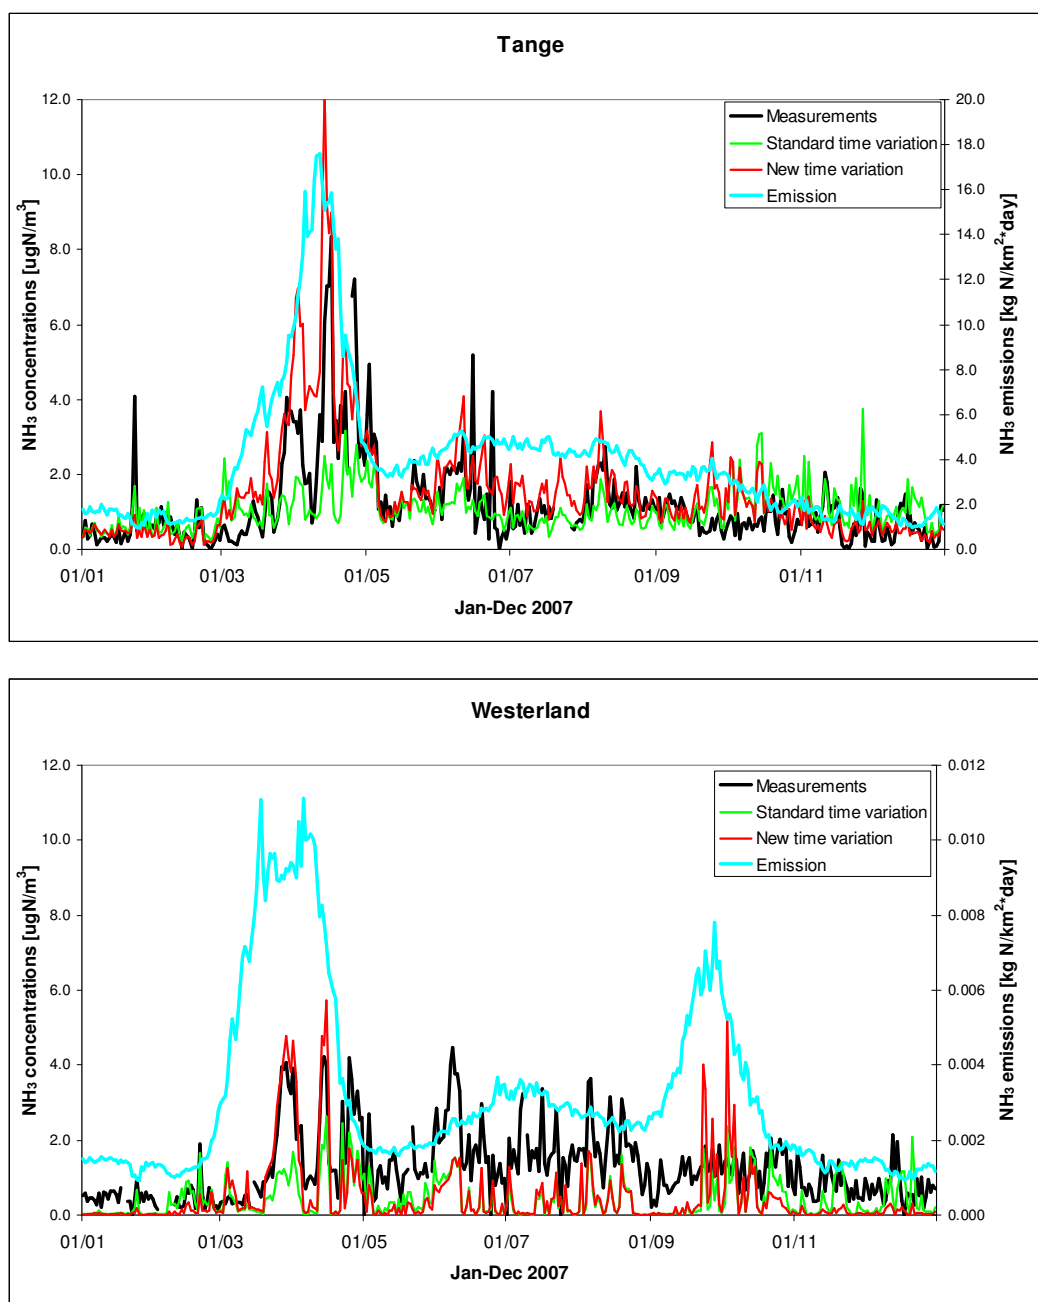 Tange
12.0
10.0
8.0
6.0
4.0
2.0
0.0
NH₃ concentrations [ugN/m³]
20.0
18.0
16.0
14.0
12.0
10.0
8.0
6.0
4.0
2.0
0.0
NH₃ emissions [kg N/km²*day]
Measurements
Standard time variation
New time variation
Emission
01/01 01/03 01/05 01/07 01/09 01/11
Jan-Dec 2007
Westerland
12.0
10.0
8.0
6.0
4.0
2.0
0.0
NH₃ concentrations [ugN/m³]
0.012
0.010
0.008
0.006
0.004
0.002
0.000
NH₃ emissions [kg N/km²*day]
Measurements
Standard time variation
New time variation
Emission
01/01 01/03 01/05 01/07 01/09 01/11
Jan-Dec 2007